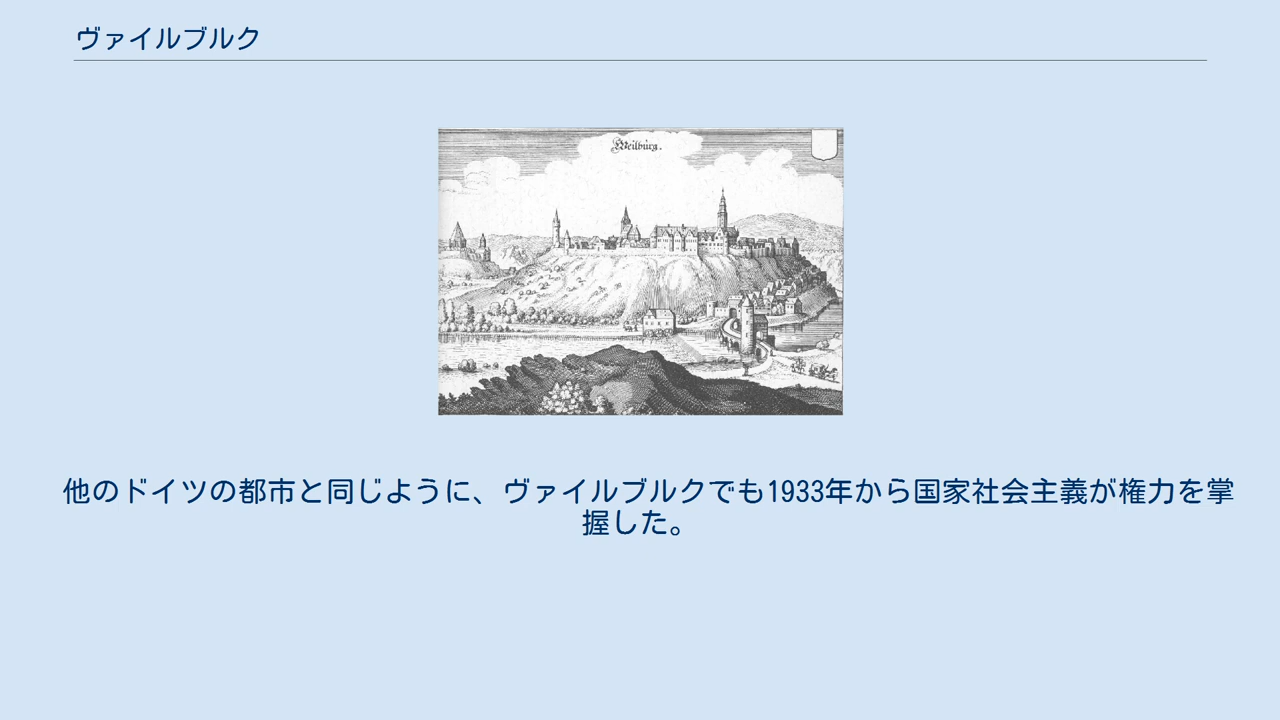 ヴァイルブルク
Weilburg.
他のドイツの都市と同じように、ヴァイルブルクでも1933年から国家社会主義が権力を掌
握した。